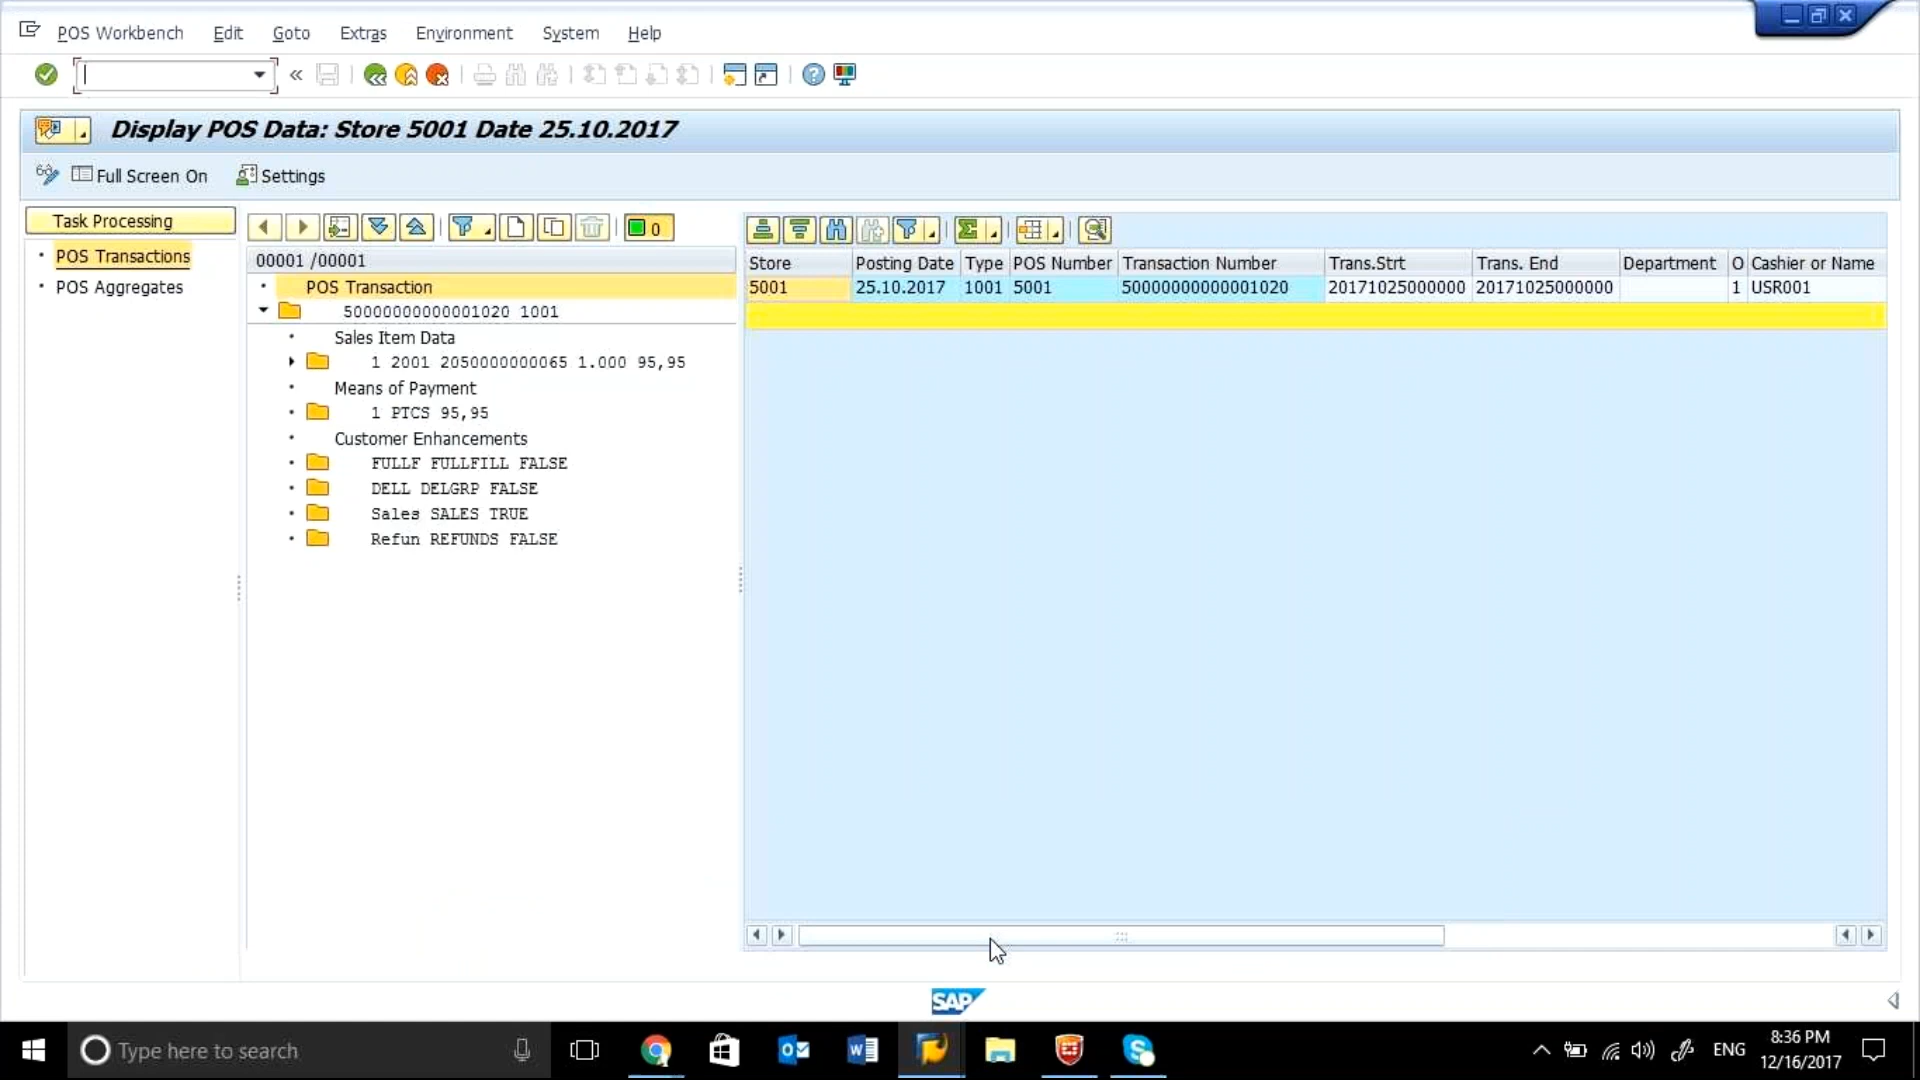 POS Workbench Edit Goto Extras Environment System Help
Display POS Data: Store 5001 Date 25.10.2017
Full Screen On Settings
Task Processing
POS Transactions
POS Aggregates
0
00001 /00001
POS Transaction
50000000000001020 1001
Sales Item Data
1 2001 2050000000065 1.000 95,95
Means of Payment
1 PTCS 95,95
Customer Enhancements
FULLF FULLFILL FALSE
DELL DELGRP FALSE
Sales SALES TRUE
Refun REFUNDS FALSE
Store Posting Date Type POS Number Transaction Number Trans.Strt Trans. End Department O Cashier or Name
5001 25.10.2017 1001 5001 50000000000001020 20171025000000 20171025000000 1 USR001
SAP
Type here to search
ENG
8:36 PM
12/16/2017